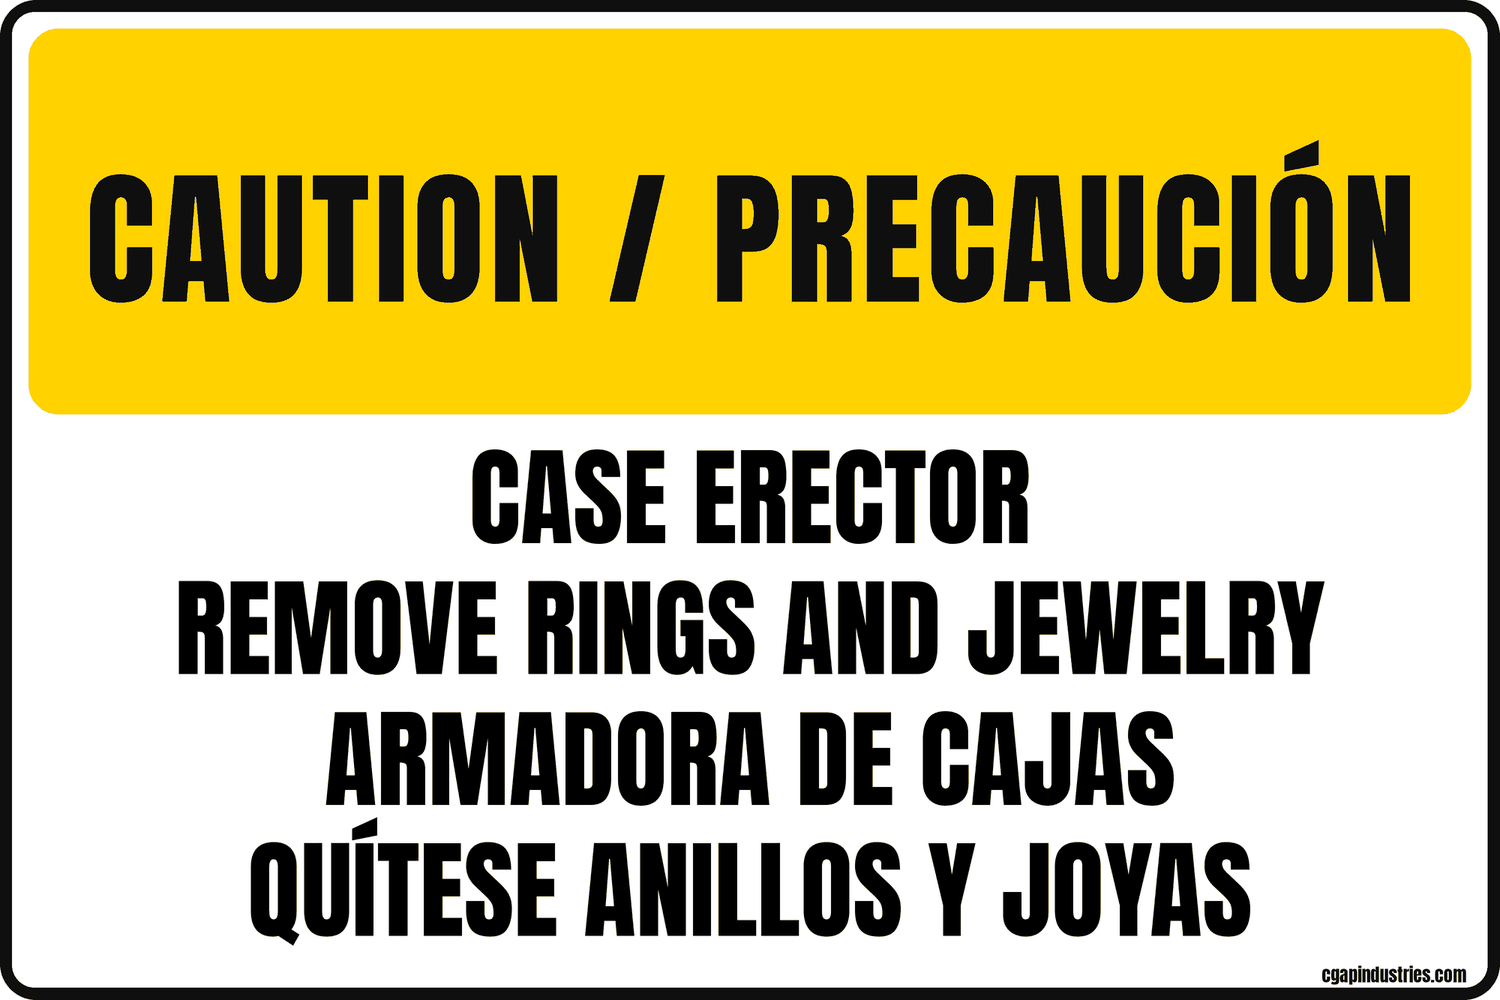 CAUTION / PRECAUCIÓN
CASE ERECTOR
REMOVE RINGS AND JEWELRY
ARMADORA DE CAJAS
QUÍTESE ANILLOS Y JOYAS
cgapindustries.com